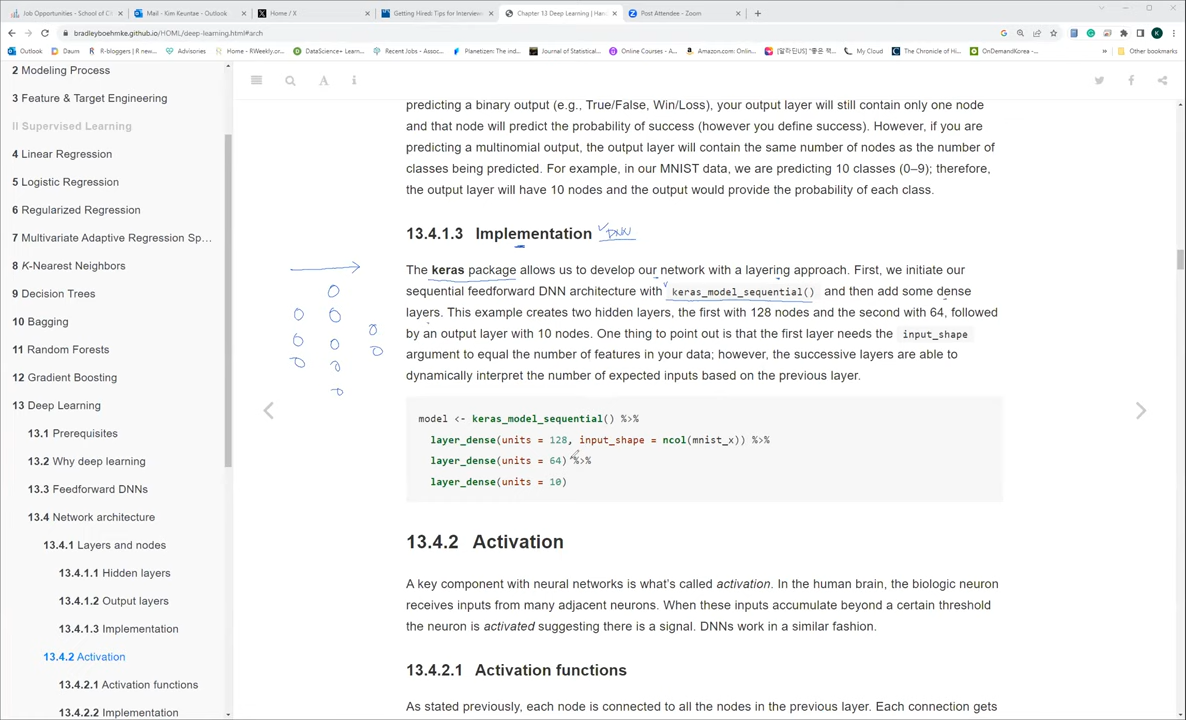 Job Opportunities - School of C
Mail - Kim Keuntae - Outlook
Home / X
Getting Hired: Tips for Interview
Chapter 13 Deep Learning | Han
Post Attendee - Zoom
bradleyboehmke.github.io/HOML/deep-learning.html#arch
Outlook
Daum
R-bloggers | R new...
Advisories
Home - RWeekly.or...
DataScience+ Learn...
Recent Jobs - Assoc...
Planetizen: The ind...
Journal of Statistical...
Online Courses - A...
Amazon.com: Onlin...
[알라딘US] "좋은 책...
My Cloud
The Chronicle of Hi...
OnDemandKorea - ...
Other bookmarks
2 Modeling Process
3 Feature & Target Engineering
II Supervised Learning
4 Linear Regression
5 Logistic Regression
6 Regularized Regression
7 Multivariate Adaptive Regression Sp...
8 K-Nearest Neighbors
9 Decision Trees
10 Bagging
11 Random Forests
12 Gradient Boosting
13 Deep Learning
13.1 Prerequisites
13.2 Why deep learning
13.3 Feedforward DNNs
13.4 Network architecture
13.4.1 Layers and nodes
13.4.1.1 Hidden layers
13.4.1.2 Output layers
13.4.1.3 Implementation
13.4.2 Activation
13.4.2.1 Activation functions
13.4.2.2 Implementation
predicting a binary output (e.g., True/False, Win/Loss), your output layer will still contain only one node
and that node will predict the probability of success (however you define success). However, if you are
predicting a multinomial output, the output layer will contain the same number of nodes as the number of
classes being predicted. For example, in our MNIST data, we are predicting 10 classes (0–9); therefore,
the output layer will have 10 nodes and the output would provide the probability of each class.
13.4.1.3 Implementation DNN
The keras package allows us to develop our network with a layering approach. First, we initiate our
sequential feedforward DNN architecture with keras_model_sequential() and then add some dense
layers. This example creates two hidden layers, the first with 128 nodes and the second with 64, followed
by an output layer with 10 nodes. One thing to point out is that the first layer needs the input_shape
argument to equal the number of features in your data; however, the successive layers are able to
dynamically interpret the number of expected inputs based on the previous layer.
model <- keras_model_sequential() %>%
layer_dense(units = 128, input_shape = ncol(mnist_x)) %>%
layer_dense(units = 64) %>%
layer_dense(units = 10)
13.4.2 Activation
A key component with neural networks is what's called activation. In the human brain, the biologic neuron
receives inputs from many adjacent neurons. When these inputs accumulate beyond a certain threshold
the neuron is activated suggesting there is a signal. DNNs work in a similar fashion.
13.4.2.1 Activation functions
As stated previously, each node is connected to all the nodes in the previous layer. Each connection gets